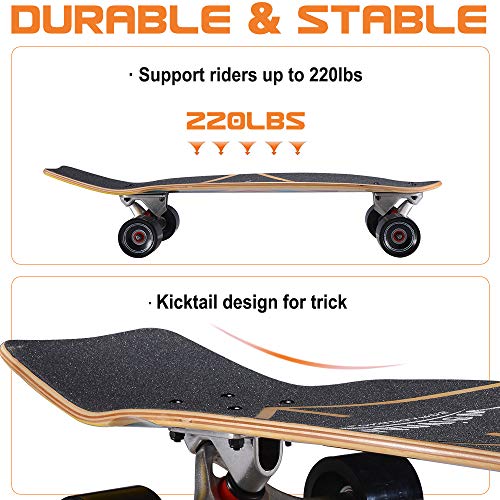 DURABLE & STABLE
· Support riders up to 220lbs
220LBS
· Kicktail design for trick